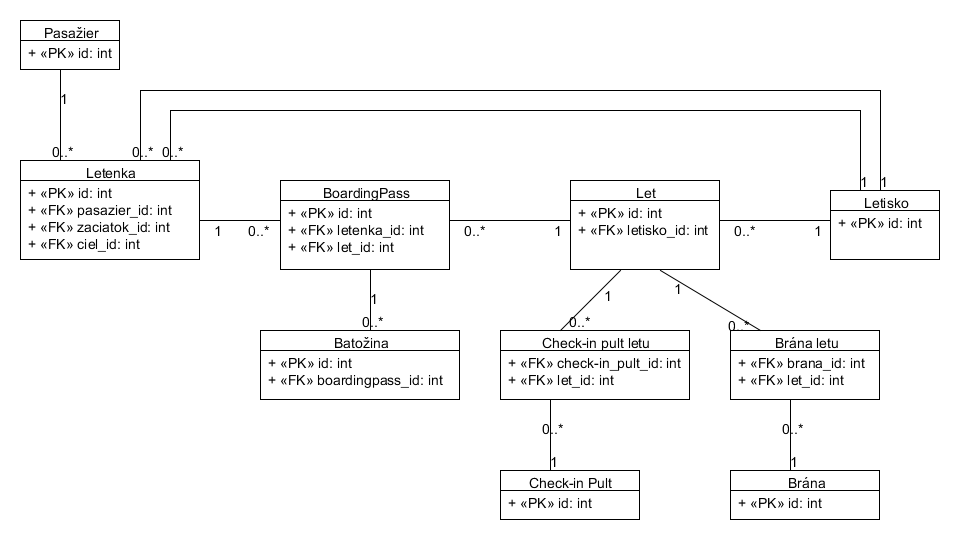 Pasažier
+ «PK» id: int
1
0..*
0..*
0..*
Letenka
+ «PK» id: int
+ «FK» pasazier_id: int
+ «FK» zaciatok_id: int
+ «FK» ciel_id: int
1
0..*
BoardingPass
+ «PK» id: int
+ «FK» letenka_id: int
+ «FK» let_id: int
0..*
1
Let
+ «PK» id: int
+ «FK» letisko_id: int
0..*
1
1
1
Letisko
+ «PK» id: int
1
0..*
Batožina
+ «PK» id: int
+ «FK» boardingpass_id: int
1
0..*
Check-in pult letu
+ «FK» check-in_pult_id: int
+ «FK» let_id: int
1
0..*
Brána letu
+ «FK» brana_id: int
+ «FK» let_id: int
0..*
1
Check-in Pult
+ «PK» id: int
0..*
1
Brána
+ «PK» id: int